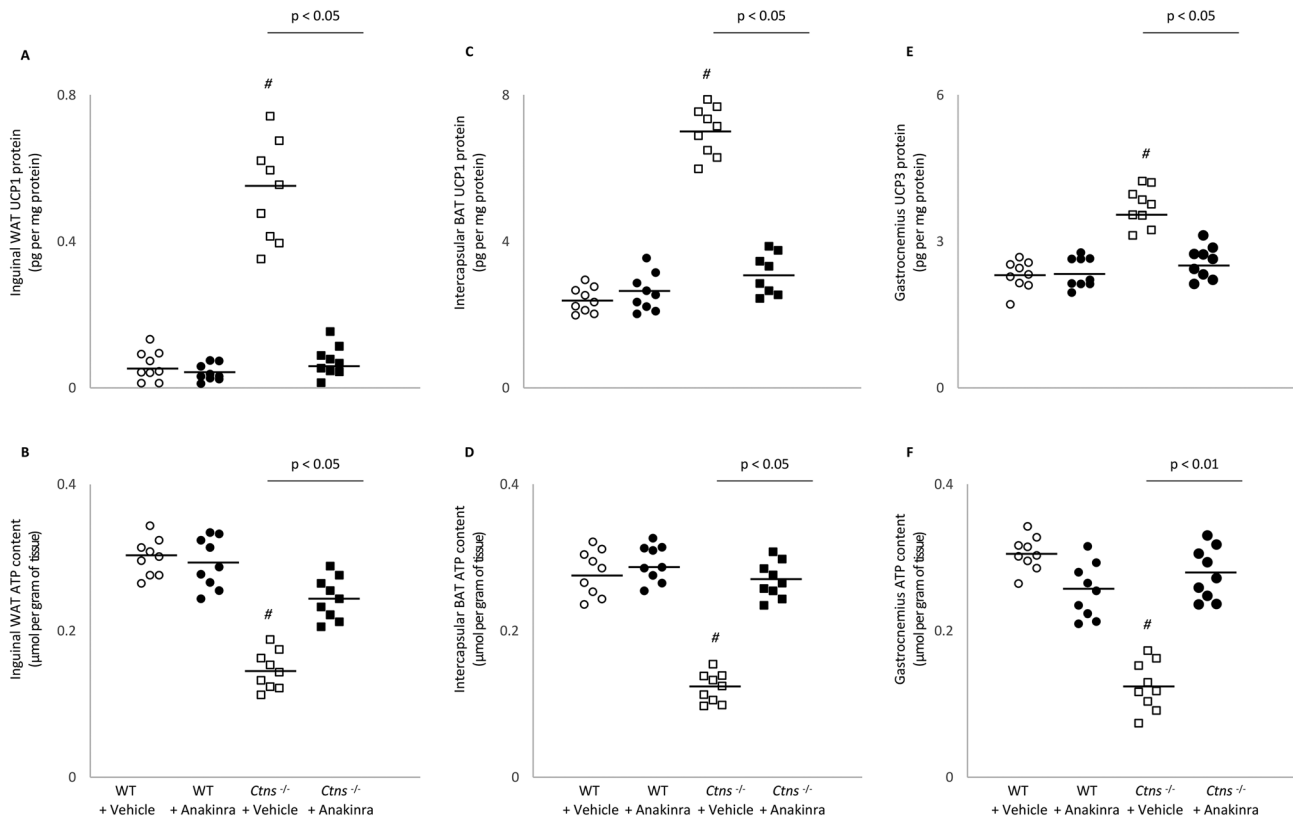 p < 0.05
p < 0.05
p < 0.05
A
C
E
#
#
#
0.8
0.4
0
Inguinal WAT UCP1 protein
(pg per mg protein)
8
4
0
Intercapsular BAT UCP1 protein
(pg per mg protein)
6
3
0
Gastrocnemius UCP3 protein
(pg per mg protein)
B
D
F
p < 0.05
p < 0.05
p < 0.01
#
#
#
0.4
0.2
0
Inguinal WAT ATP content
(µmol per gram of tissue)
0.4
0.2
0
Intercapsular BAT ATP content
(µmol per gram of tissue)
0.4
0.2
0
Gastrocnemius ATP content
(µmol per gram of tissue)
WT
+ Vehicle
WT
+ Anakinra
Ctns -/-
+ Vehicle
Ctns -/-
+ Anakinra
WT
+ Vehicle
WT
+ Anakinra
Ctns -/-
+ Vehicle
Ctns -/-
+ Anakinra
WT
+ Vehicle
WT
+ Anakinra
Ctns -/-
+ Vehicle
Ctns -/-
+ Anakinra